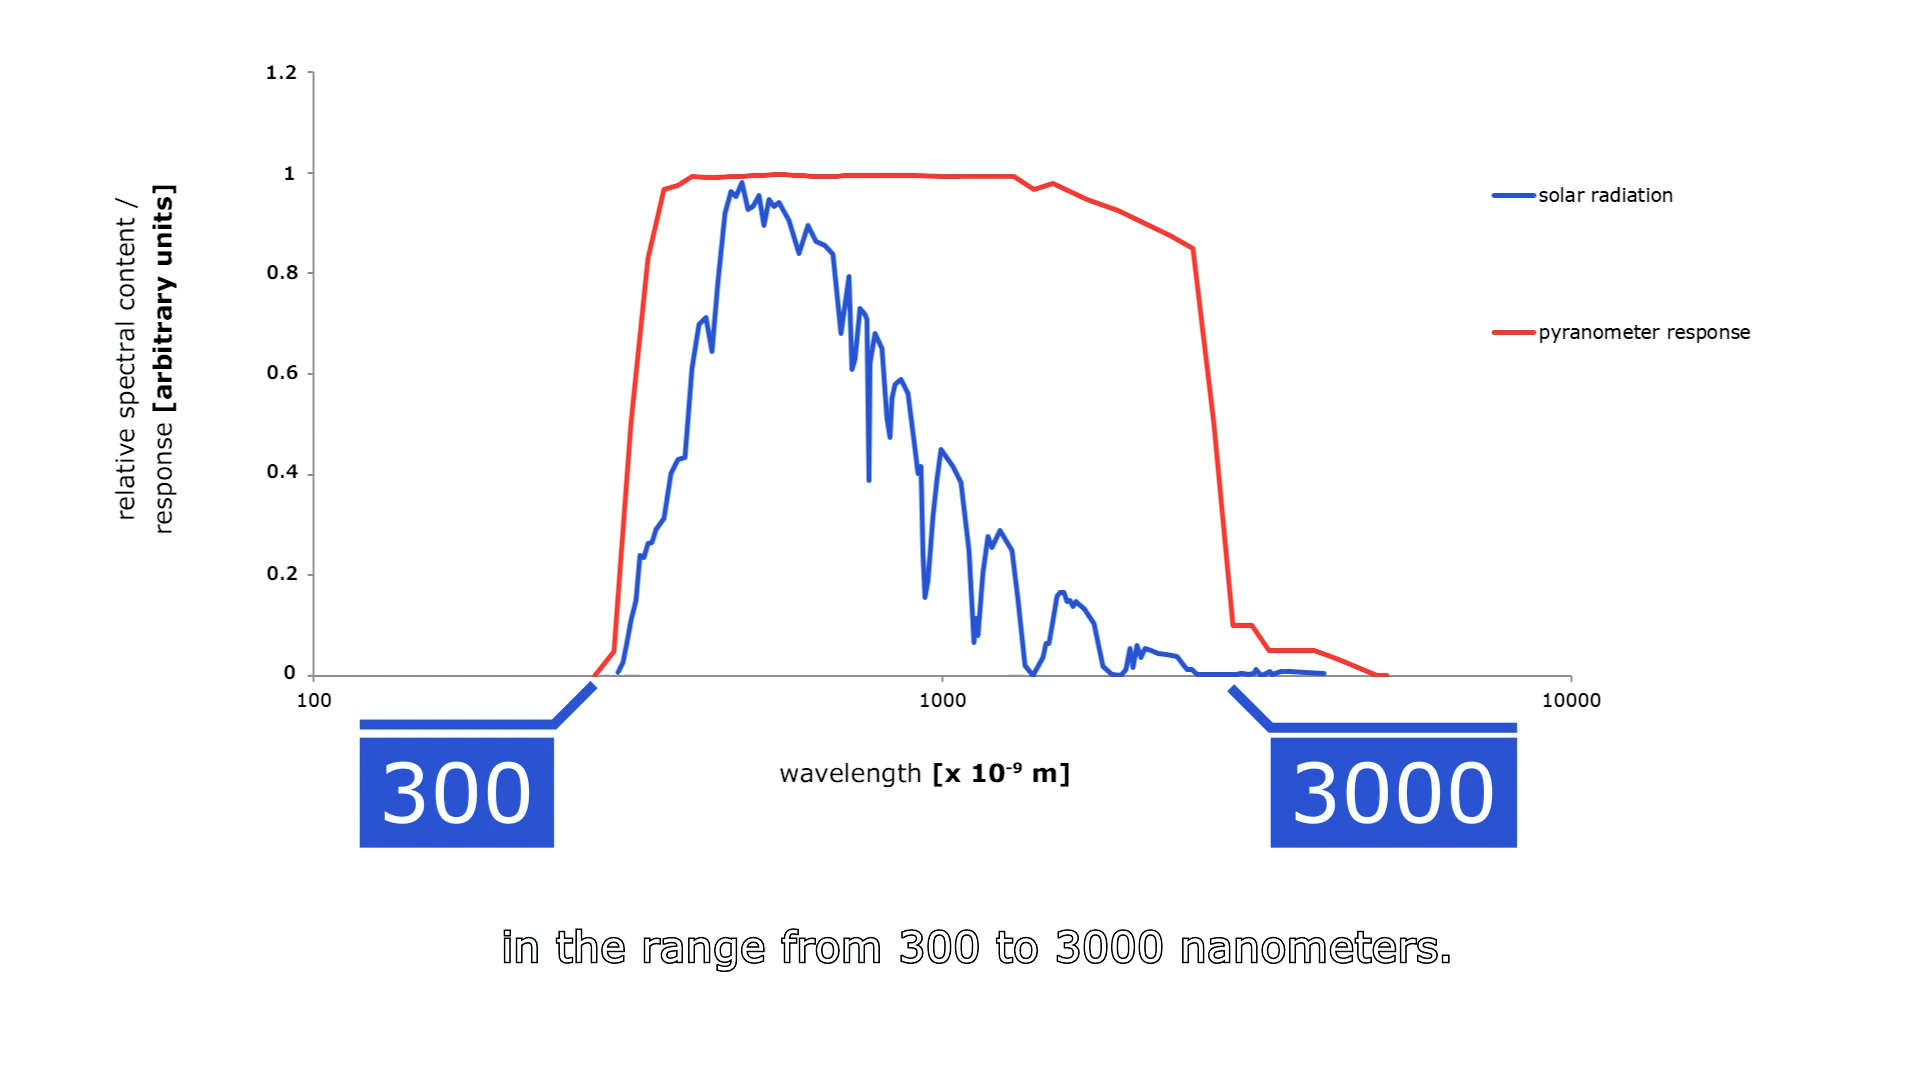 1.2
1
0.8
0.6
0.4
0.2
0
relative spectral content /
response [arbitrary units]
solar radiation
pyranometer response
100
1000
10000
wavelength [x 10⁻⁹ m]
300
3000
in the range from 300 to 3000 nanometers.